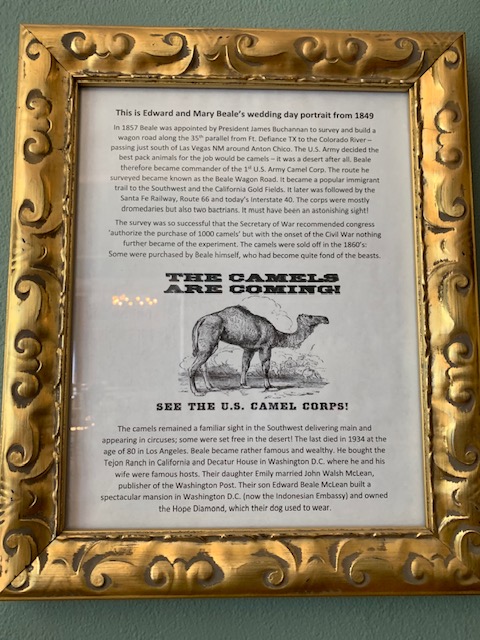 This is Edward and Mary Beale's wedding day portrait from 1849
In 1857 Beale was appointed by President James Buchannan to survey and build a
wagon road along the 35th parallel from Ft. Defiance TX to the Colorado River –
passing just south of Las Vegas NM around Anton Chico. The U.S. Army decided the
best pack animals for the job would be camels – it was a desert after all. Beale
therefore became commander of the 1st U.S. Army Camel Corp. The route he
surveyed became known as the Beale Wagon Road. It became a popular immigrant
trail to the Southwest and the California Gold Fields. It later was followed by the
Santa Fe Railway, Route 66 and today's Interstate 40. The corps were mostly
dromedaries but also two bactrians. It must have been an astonishing sight!
The survey was so successful that the Secretary of War recommended congress
'authorize the purchase of 1000 camels' but with the onset of the Civil War nothing
further became of the experiment. The camels were sold off in the 1860's:
Some were purchased by Beale himself, who had become quite fond of the beasts.
THE CAMELS
ARE COMING!
SEE THE U.S. CAMEL CORPS!
The camels remained a familiar sight in the Southwest delivering main and
appearing in circuses; some were set free in the desert! The last died in 1934 at the
age of 80 in Los Angeles. Beale became rather famous and wealthy. He bought the
Tejon Ranch in California and Decatur House in Washington D.C. where he and his
wife were famous hosts. Their daughter Emily married John Walsh McLean,
publisher of the Washington Post. Their son Edward Beale McLean built a
spectacular mansion in Washington D.C. (now the Indonesian Embassy) and owned
the Hope Diamond, which their dog used to wear.